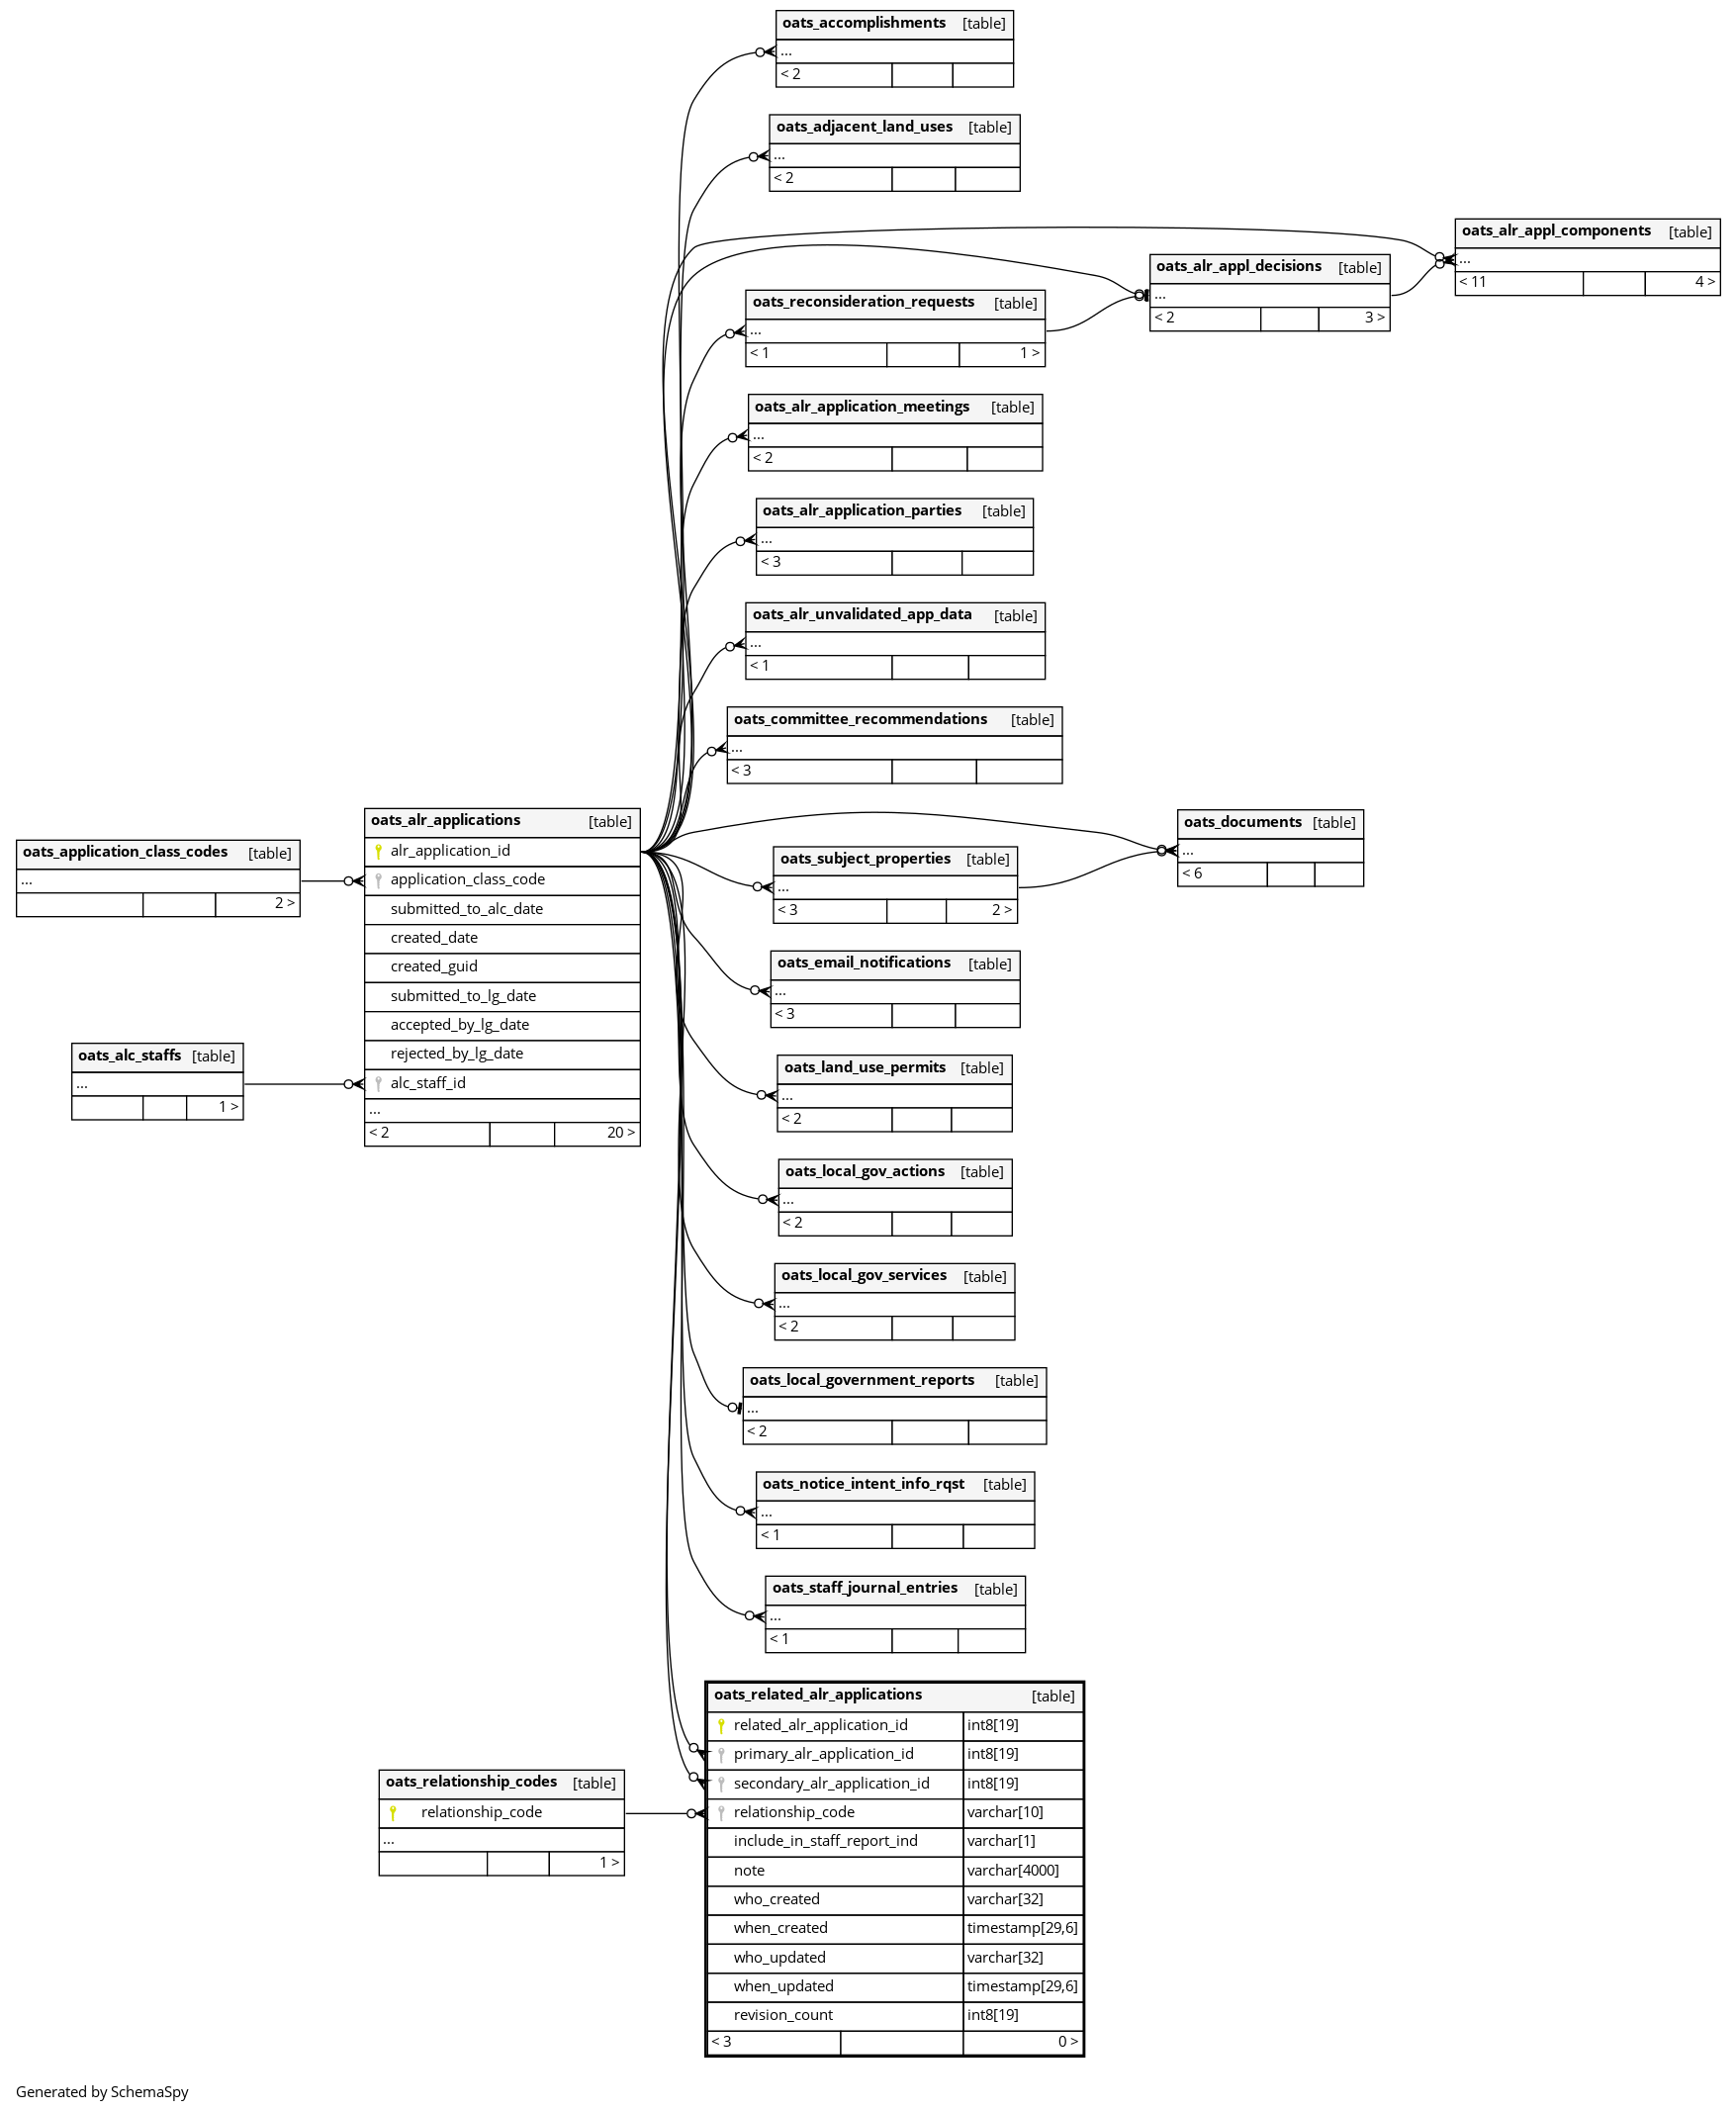 oats_accomplishments [table]
...
< 2
oats_adjacent_land_uses [table]
...
< 2
oats_alr_appl_components [table]
...
< 11 4 >
oats_alr_appl_decisions [table]
...
< 2 3 >
oats_reconsideration_requests [table]
...
< 1 1 >
oats_alr_application_meetings [table]
...
< 2
oats_alr_application_parties [table]
...
< 3
oats_alr_unvalidated_app_data [table]
...
< 1
oats_committee_recommendations [table]
...
< 3
oats_alr_applications [table]
alr_application_id
application_class_code
submitted_to_alc_date
created_date
created_guid
submitted_to_lg_date
accepted_by_lg_date
rejected_by_lg_date
alc_staff_id
...
< 2 20 >
oats_application_class_codes [table]
...
2 >
oats_alc_staffs [table]
...
1 >
oats_documents [table]
...
< 6
oats_subject_properties [table]
...
< 3 2 >
oats_email_notifications [table]
...
< 3
oats_land_use_permits [table]
...
< 2
oats_local_gov_actions [table]
...
< 2
oats_local_gov_services [table]
...
< 2
oats_local_government_reports [table]
...
< 2
oats_notice_intent_info_rqst [table]
...
< 1
oats_staff_journal_entries [table]
...
< 1
oats_related_alr_applications [table]
related_alr_application_id int8[19]
primary_alr_application_id int8[19]
secondary_alr_application_id int8[19]
relationship_code varchar[10]
include_in_staff_report_ind varchar[1]
note varchar[4000]
who_created varchar[32]
when_created timestamp[29,6]
who_updated varchar[32]
when_updated timestamp[29,6]
revision_count int8[19]
< 3 0 >
oats_relationship_codes [table]
relationship_code
...
1 >
Generated by SchemaSpy